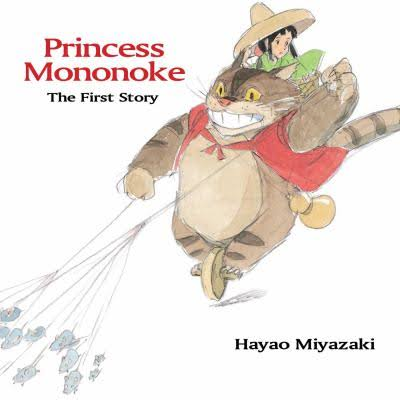 Princess
Mononoke
The First Story
Hayao Miyazaki